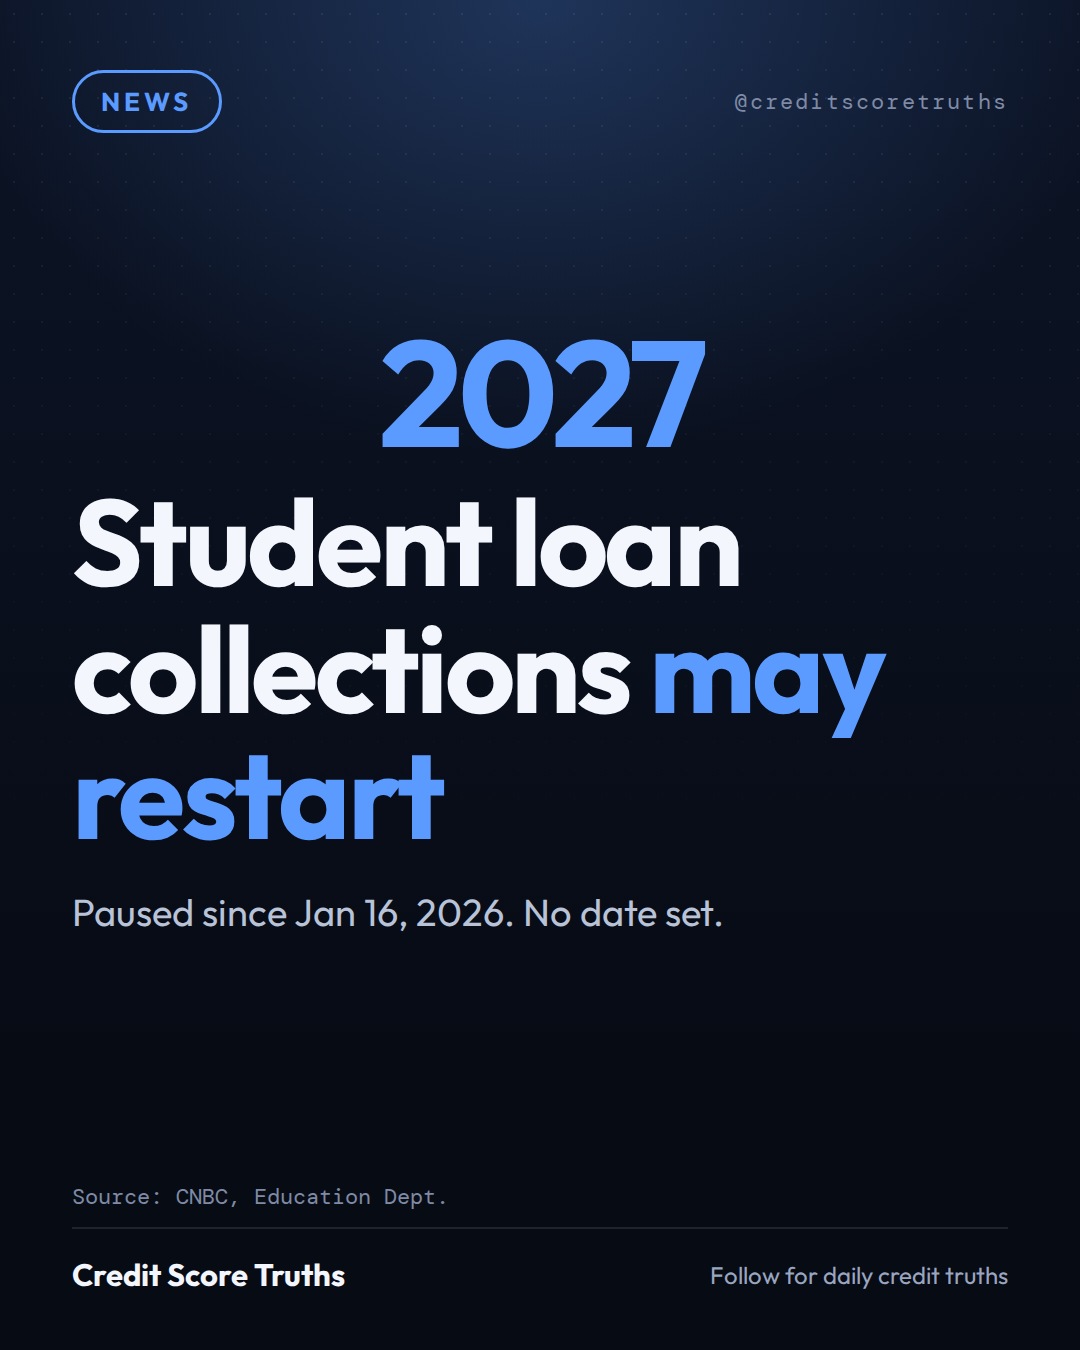 NEWS
@creditscoretruths
2027
Student loan
collections may
restart
Paused since Jan 16, 2026. No date set.
Source: CNBC, Education Dept.
Credit Score Truths
Follow for daily credit truths